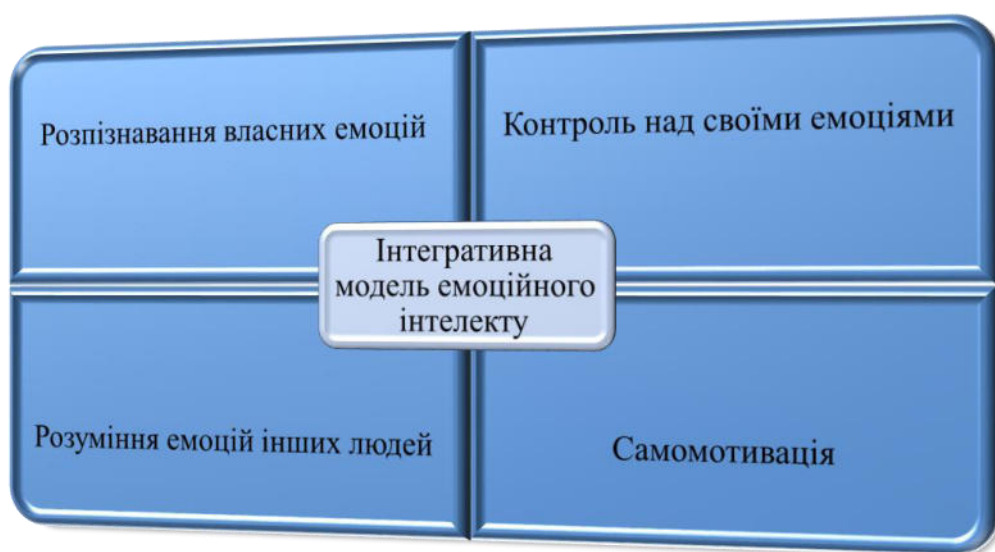 Розпізнавання власних емоцій
Контроль над своїми емоціями
Інтегративна
модель емоційного
інтелекту
Розуміння емоцій інших людей
Самомотивація